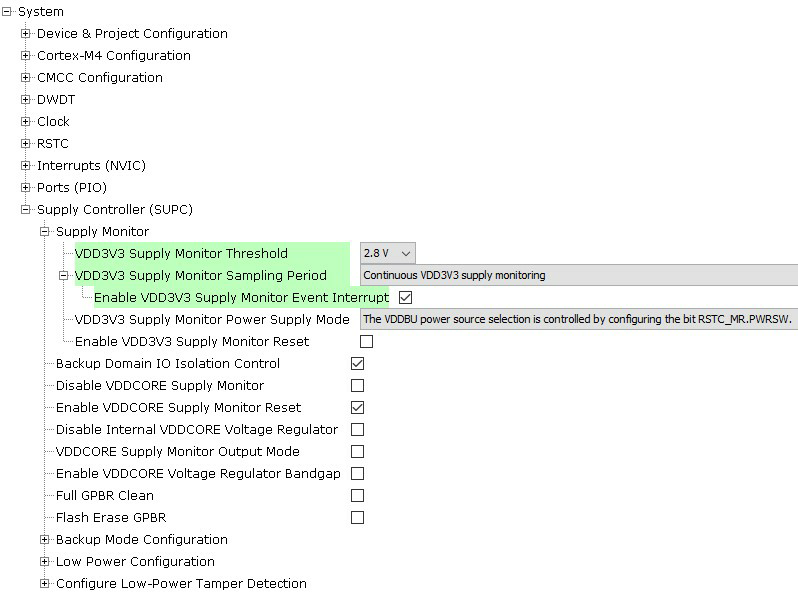 System
Device & Project Configuration
Cortex-M4 Configuration
CMCC Configuration
DWDT
Clock
RSTC
Interrupts (NVIC)
Ports (PIO)
Supply Controller (SUPC)
Supply Monitor
VDD3V3 Supply Monitor Threshold 2.8 V
VDD3V3 Supply Monitor Sampling Period Continuous VDD3V3 supply monitoring
Enable VDD3V3 Supply Monitor Event Interrupt
VDD3V3 Supply Monitor Power Supply Mode The VDDBU power source selection is controlled by configuring the bit RSTC_MR.PWRSW.
Enable VDD3V3 Supply Monitor Reset
Backup Domain IO Isolation Control
Disable VDDCORE Supply Monitor
Enable VDDCORE Supply Monitor Reset
Disable Internal VDDCORE Voltage Regulator
VDDCORE Supply Monitor Output Mode
Enable VDDCORE Voltage Regulator Bandgap
Full GPBR Clean
Flash Erase GPBR
Backup Mode Configuration
Low Power Configuration
Configure Low-Power Tamper Detection